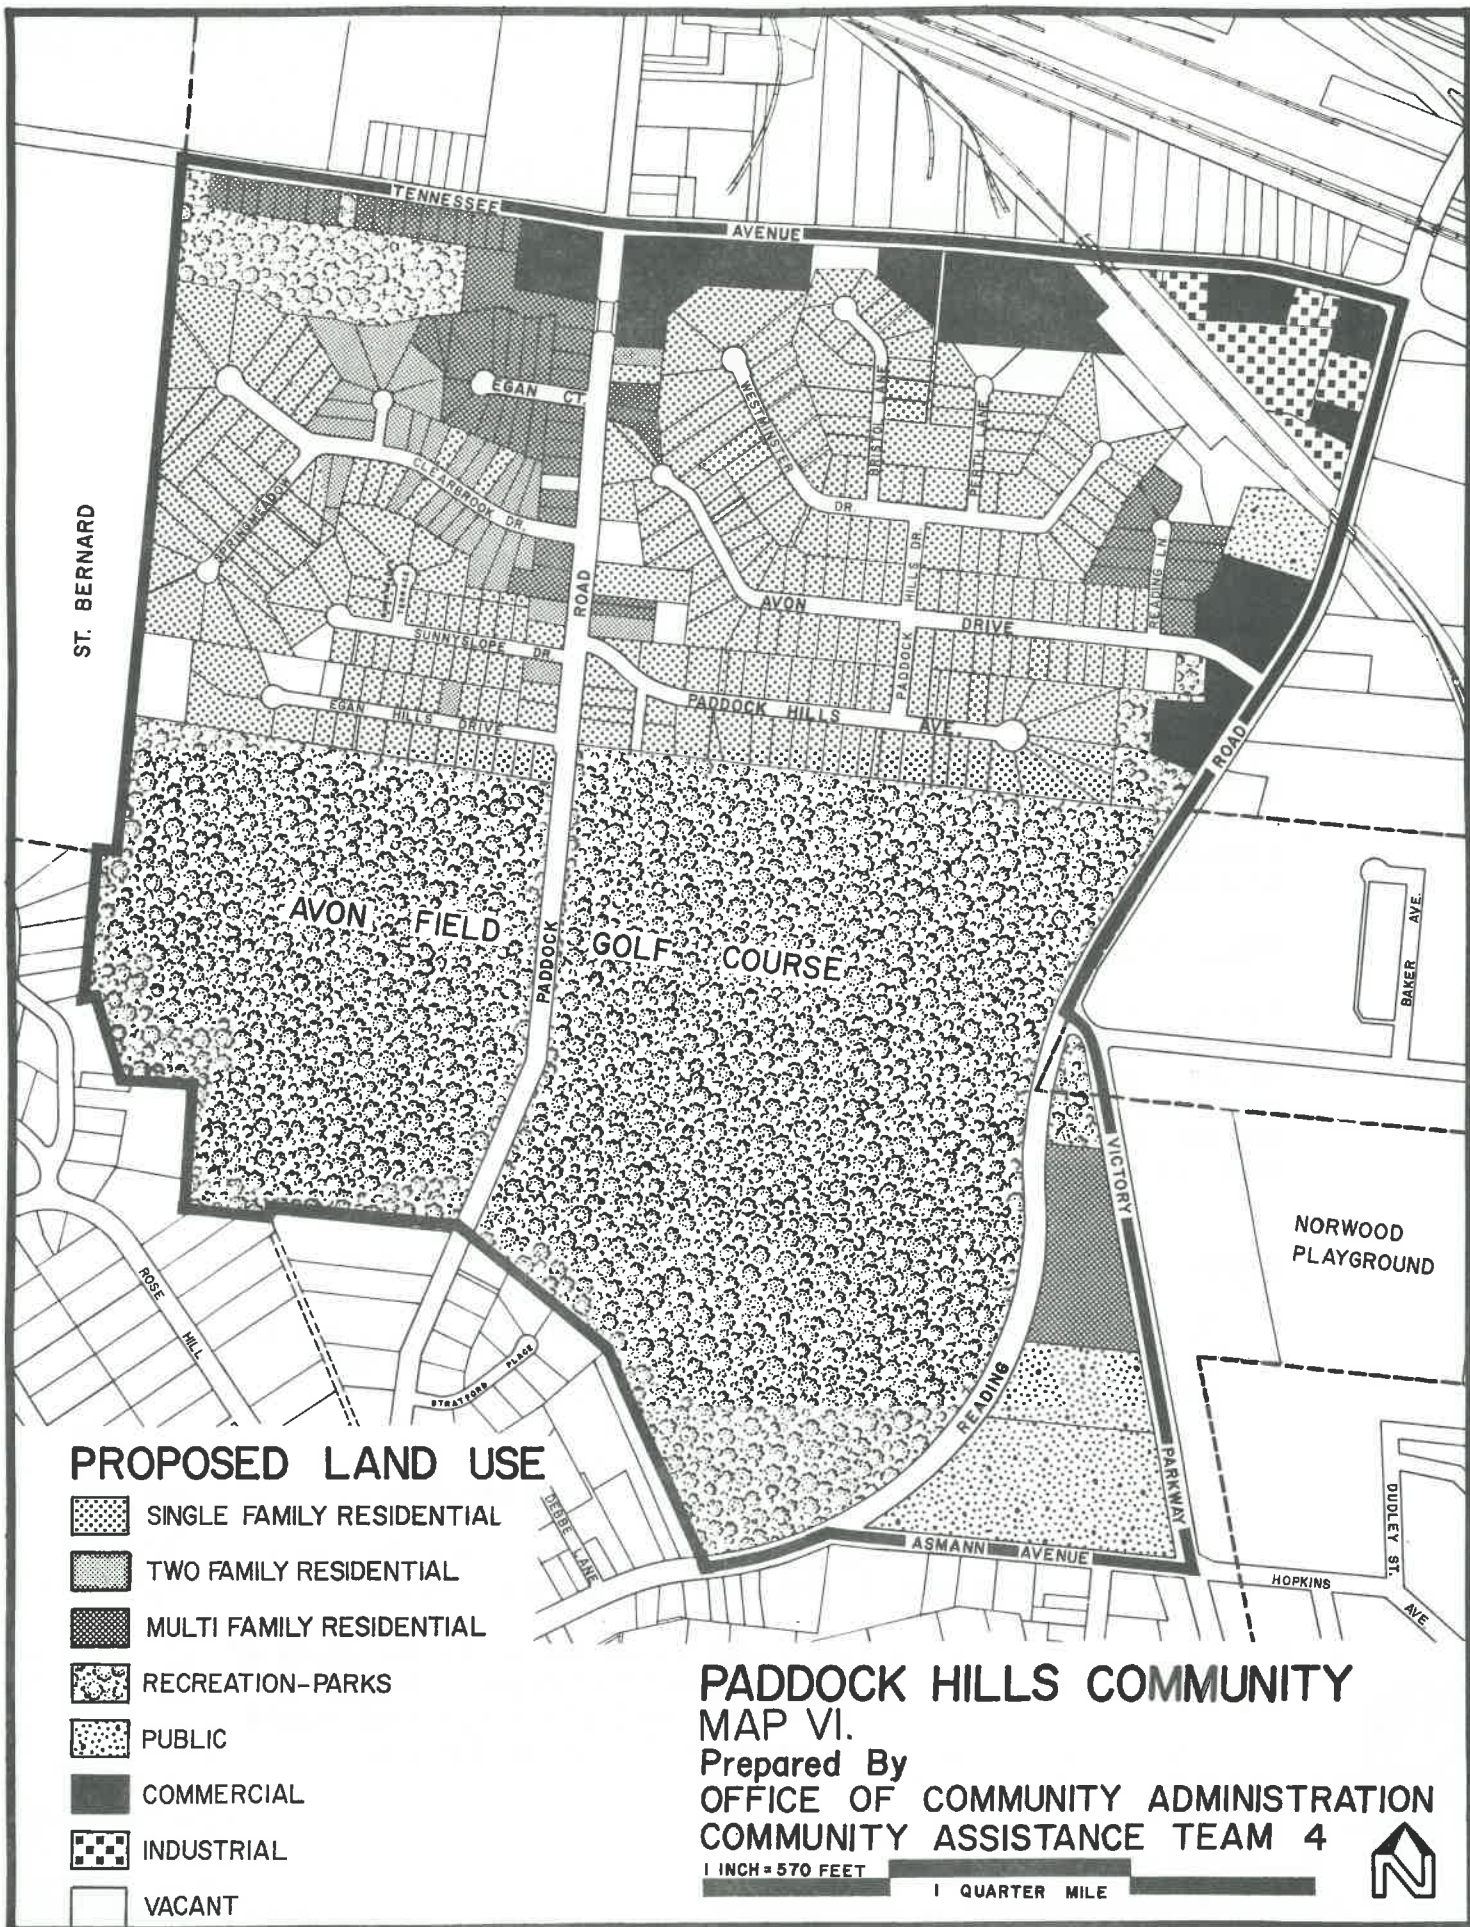 TENNESSEE
AVENUE
EGAN CT.
WESTMINSTER
DR.
BRISTOL LANE
PERTH LANE
CLEARBROOK DR.
SPRINGMEADOW
ST. BERNARD
ROAD
HILLS DR.
PADDOCK
READING LN
AVON
DRIVE
SUNNYSLOPE DR.
PADDOCK HILLS AVE.
EGAN HILLS DRIVE
ROAD
AVON FIELD
GOLF COURSE
PADDOCK
BAKER AVE.
VICTORY
NORWOOD
PLAYGROUND
ROSE
HILL
STRATFORD PLACE
READING
PARKWAY
DUDLEY ST.
DEBBE LANE
ASMANN AVENUE
HOPKINS
AVE.
PROPOSED LAND USE
SINGLE FAMILY RESIDENTIAL
TWO FAMILY RESIDENTIAL
MULTI FAMILY RESIDENTIAL
RECREATION-PARKS
PUBLIC
COMMERCIAL
INDUSTRIAL
VACANT
PADDOCK HILLS COMMUNITY
MAP VI.
Prepared By
OFFICE OF COMMUNITY ADMINISTRATION
COMMUNITY ASSISTANCE TEAM 4
1 INCH = 570 FEET
1 QUARTER MILE
N